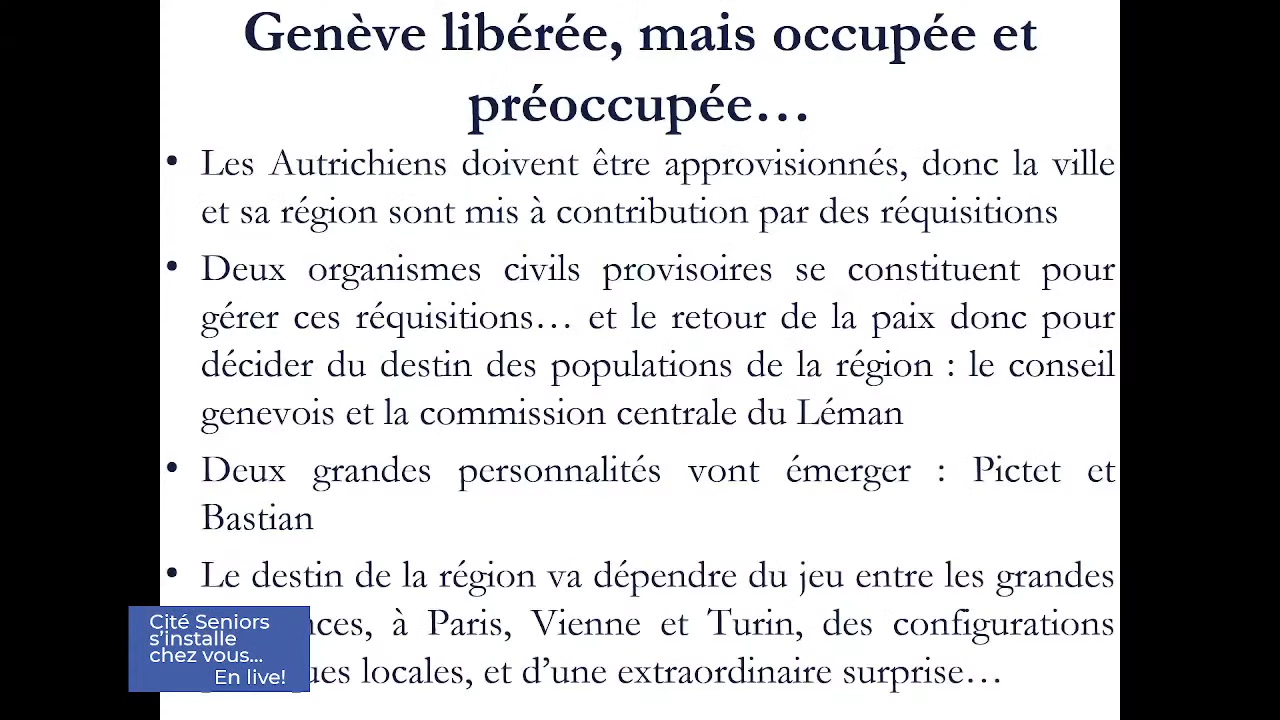 Genève libérée, mais occupée et
préoccupée…
• Les Autrichiens doivent être approvisionnés, donc la ville
et sa région sont mis à contribution par des réquisitions
• Deux organismes civils provisoires se constituent pour
gérer ces réquisitions… et le retour de la paix donc pour
décider du destin des populations de la région : le conseil
genevois et la commission centrale du Léman
• Deux grandes personnalités vont émerger : Pictet et
Bastian
• Le destin de la région va dépendre du jeu entre les grandes
à Paris, Vienne et Turin, des configurations
locales, et d’une extraordinaire surprise…
Cité Seniors
s’installe
chez vous...
En live!